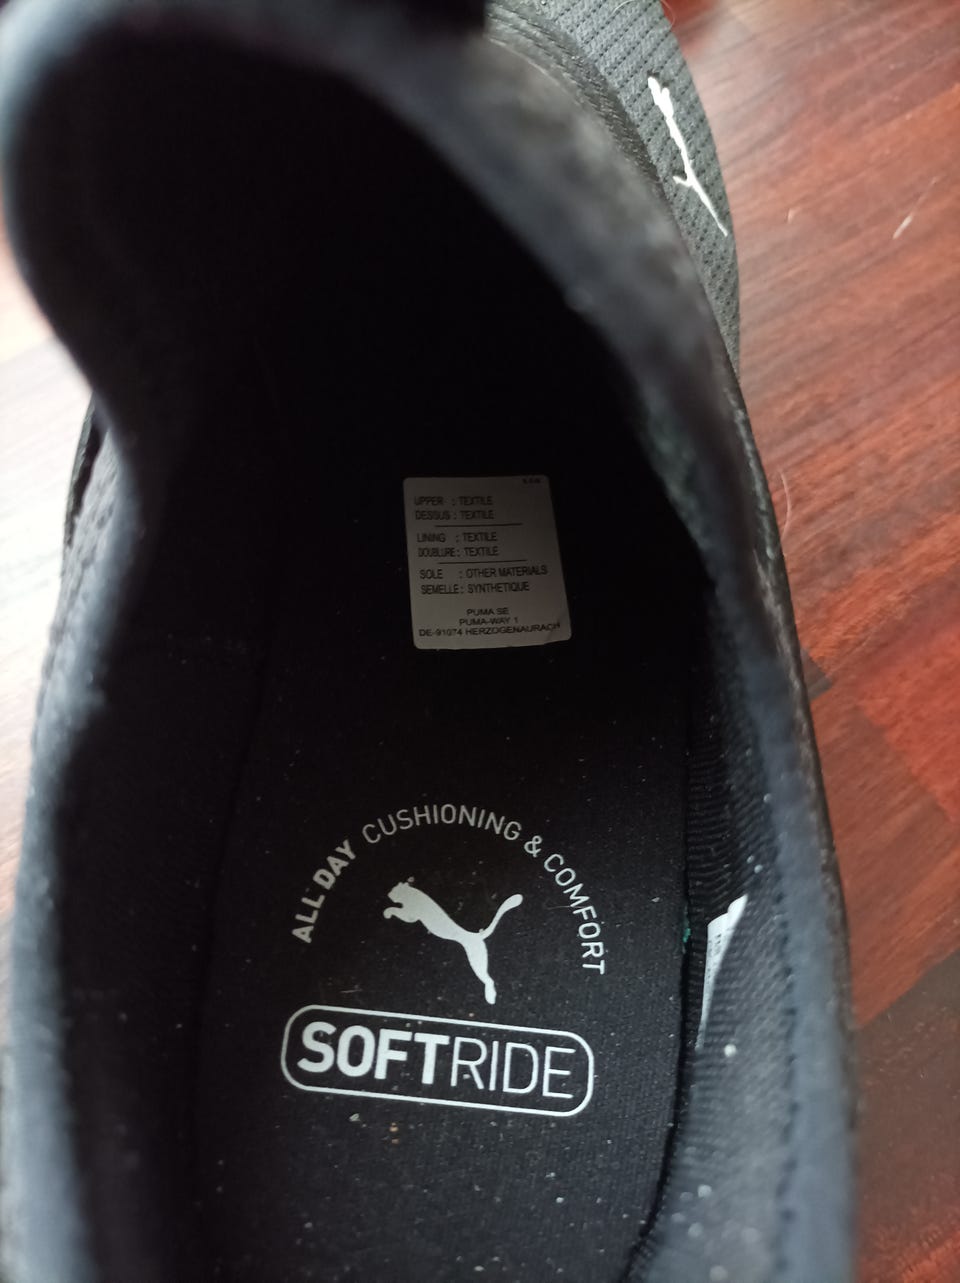 UPPER : TEXTILE
DESSUS : TEXTILE
LINING : TEXTILE
DOUBLURE : TEXTILE
SOLE : OTHER MATERIALS
SEMELLE : SYNTHETIQUE
PUMA SE
PUMA-WAY 1
DE-91074 HERZOGENAURACH
ALL DAY CUSHIONING & COMFORT
SOFTRIDE